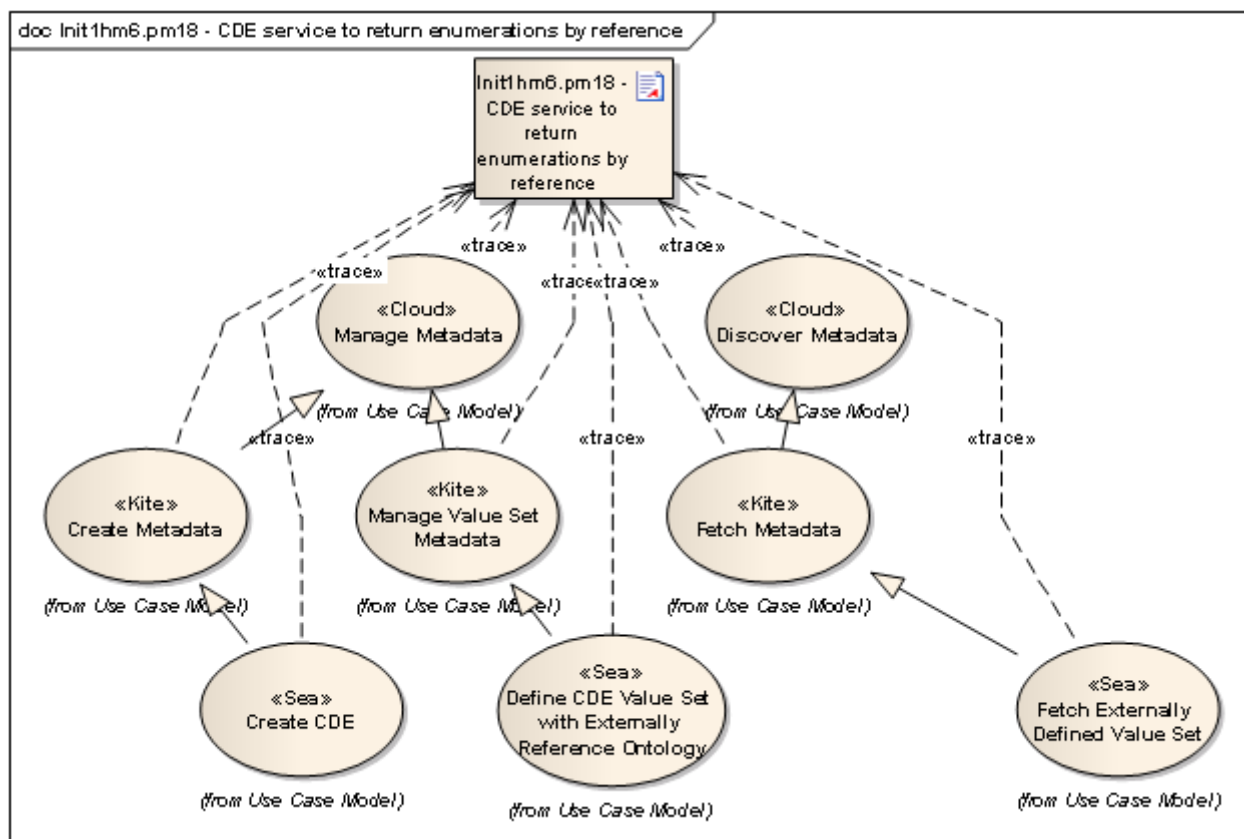 doc Init1hm6.pm18 - CDE service to return enumerations by reference
Init1hm6.pm18 -
CDE service to
return
enumerations by
reference
«trace»
«trace»
«trace»
«trace»
«trace»
«Cloud»
Manage Metadata
«Cloud»
Discover Metadata
(from Use Case Model)
(from Use Case Model)
«trace»
«trace»
«trace»
«Kite»
Create Metadata
«Kite»
Manage Value Set
Metadata
«Kite»
Fetch Metadata
(from Use Case Model)
(from Use Case Model)
(from Use Case Model)
«Sea»
Create CDE
«Sea»
Define CDE Value Set
with Externally
Reference Ontology
«Sea»
Fetch Externally
Defined Value Set
(from Use Case Model)
(from Use Case Model)
(from Use Case Model)